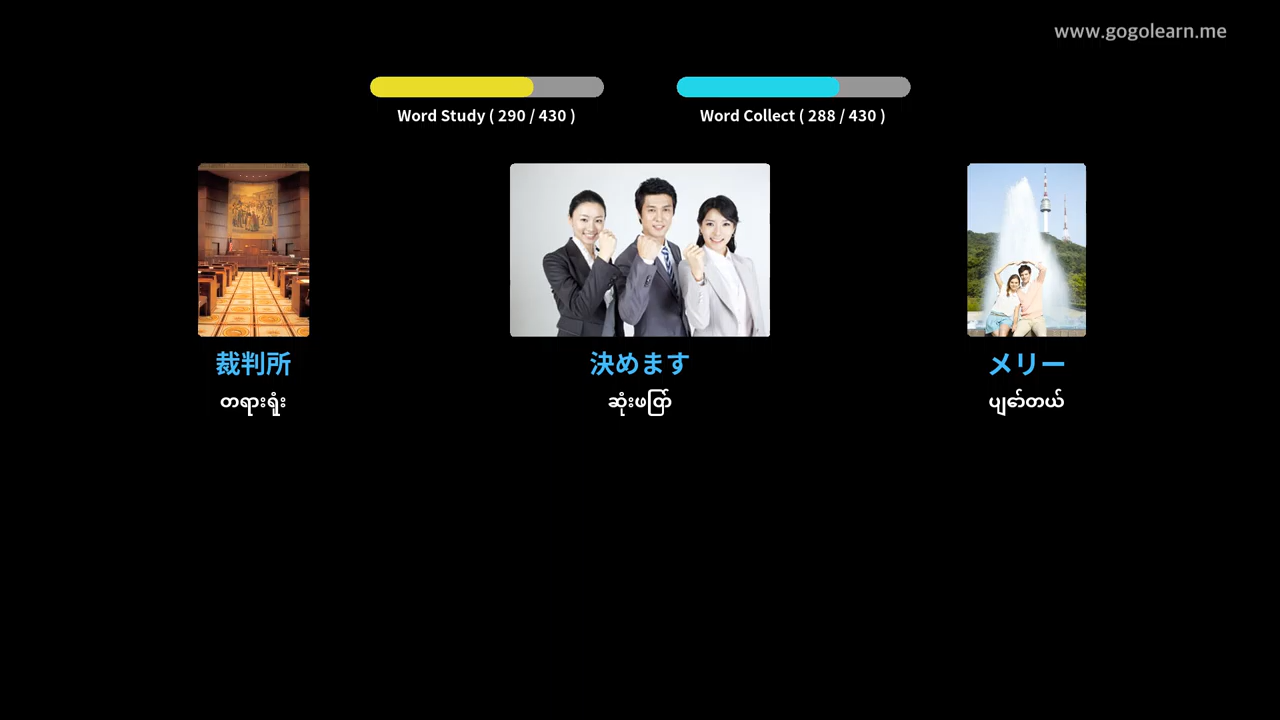 www.gogolearn.me
Word Study ( 290 / 430 )
Word Collect ( 288 / 430 )
裁判所
決めます
メリー
တရားရုံး
ဆုံးဖြတ်
ပျော်တယ်